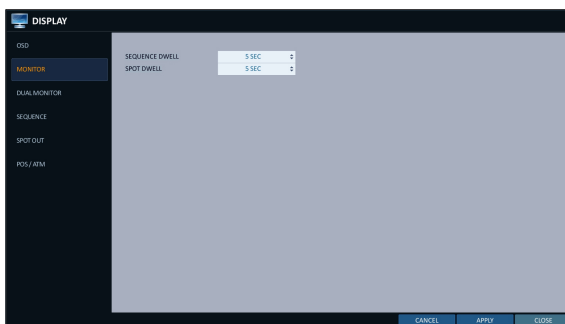 DISPLAY
OSD
MONITOR
DUAL MONITOR
SEQUENCE
SPOT OUT
POS / ATM
SEQUENCE DWELL 5 SEC
SPOT DWELL 5 SEC
CANCEL APPLY CLOSE